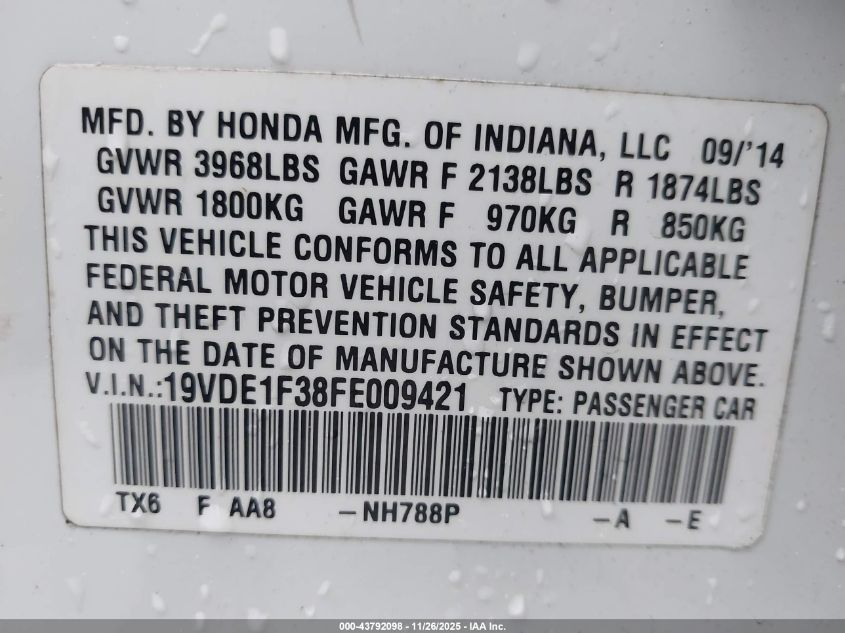 MFD. BY HONDA MFG. OF INDIANA, LLC 09/'14
GVWR 3968LBS GAWR F 2138LBS R 1874LBS
GVWR 1800KG GAWR F 970KG R 850KG
THIS VEHICLE CONFORMS TO ALL APPLICABLE
FEDERAL MOTOR VEHICLE SAFETY, BUMPER,
AND THEFT PREVENTION STANDARDS IN EFFECT
ON THE DATE OF MANUFACTURE SHOWN ABOVE.
V.I.N.:19VDE1F38FE009421 TYPE: PASSENGER CAR
TX6 F AA8 -NH788P -A -E
000-43792098 - 11/26/2025 - IAA Inc.